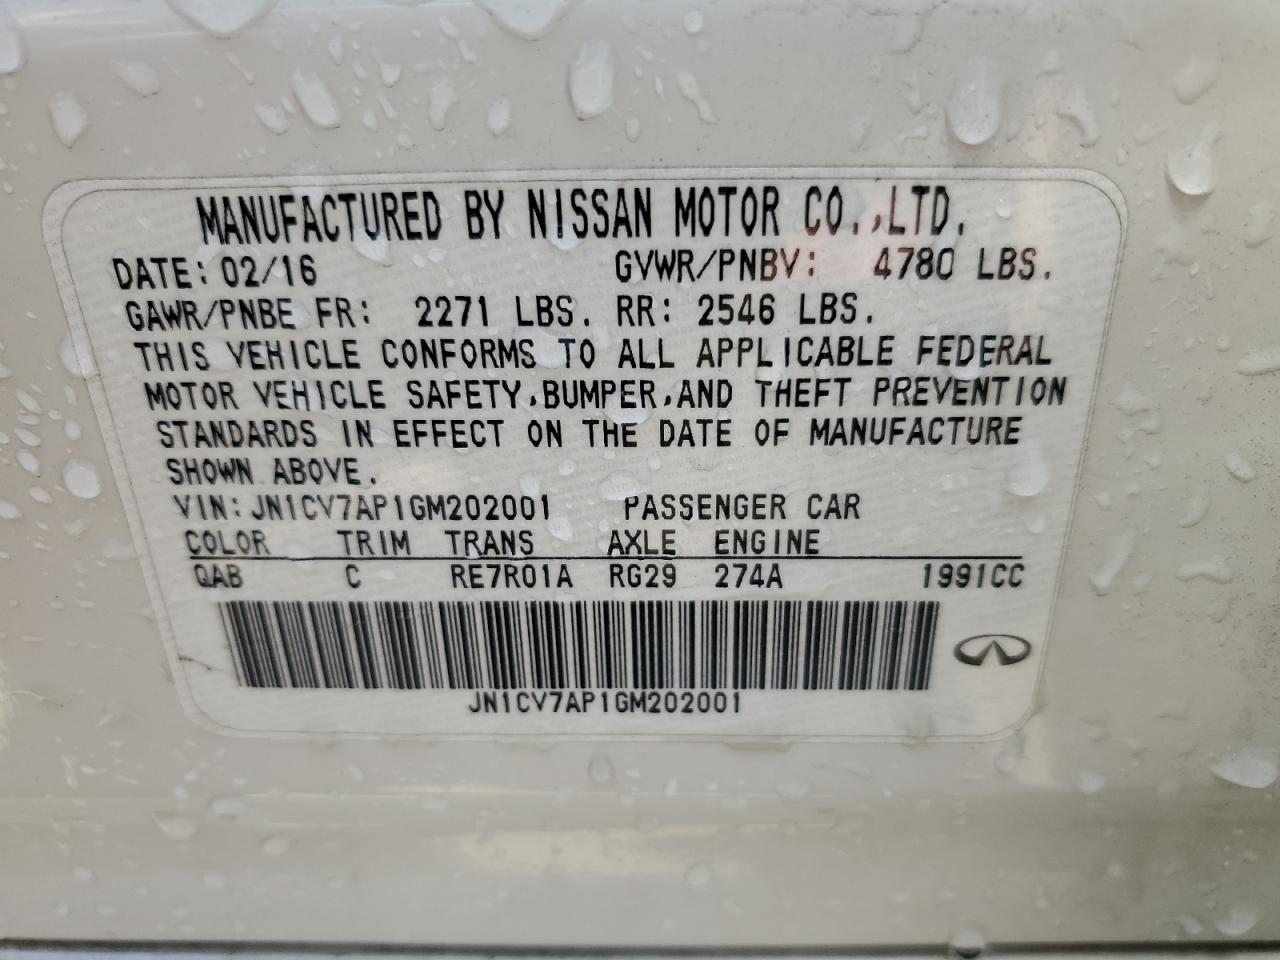 MANUFACTURED BY NISSAN MOTOR CO.,LTD.
DATE: 02/16 GVWR/PNBV: 4780 LBS.
GAWR/PNBE FR: 2271 LBS. RR: 2546 LBS.
THIS VEHICLE CONFORMS TO ALL APPLICABLE FEDERAL
MOTOR VEHICLE SAFETY,BUMPER,AND THEFT PREVENTION
STANDARDS IN EFFECT ON THE DATE OF MANUFACTURE
SHOWN ABOVE.
VIN:JN1CV7AP1GM202001 PASSENGER CAR
COLOR TRIM TRANS AXLE ENGINE
QAB C RE7R01A RG29 274A 1991CC
JN1CV7AP1GM202001